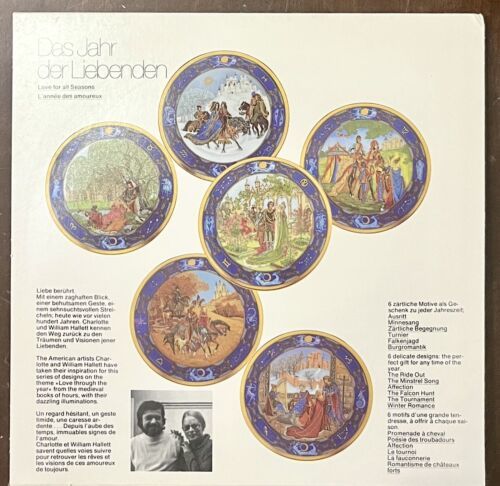 Das Jahr
der Liebenden
Love for all Seasons
L'année des amoureux
Liebe berührt.
Mit einem zaghaften Blick,
einer behutsamen Geste, ei-
nem sehnsuchtsvollen Strei-
cheln; heute wie vor vielen
hundert Jahren. Charlotte
und William Hallett kennen
den Weg zurück zu den
Träumen und Visionen jener
Liebenden.
The American artists Char-
lotte and William Hallett have
taken their inspiration for this
series of designs on the
theme «Love through the
year» from the medieval
books of hours, with their
dazzling illuminations.
Un regard hésitant, un geste
timide, une caresse ar-
dente ... Depuis l'aube des
temps, immuables signes de
l'amour.
Charlotte et William Hallett
savent quelles voies suivre
pour retrouver les rêves et
les visions de ces amoureux
de toujours.
6 zärtliche Motive als Ge-
schenk zu jeder Jahreszeit:
Ausritt
Minnesang
Zärtliche Begegnung
Turnier
Falkenjagd
Burgromantik
6 delicate designs: the per-
fect gift for any time of the
year.
The Ride Out
The Minstrel Song
Affection
The Falcon Hunt
The Tournament
Winter Romance
6 motifs d'une grande ten-
dresse, à offrir à chaque sai-
son.
Promenade à cheval
Poésie des troubadours
Affection
Le tournoi
La fauconnerie
Romantisme de châteaux
forts